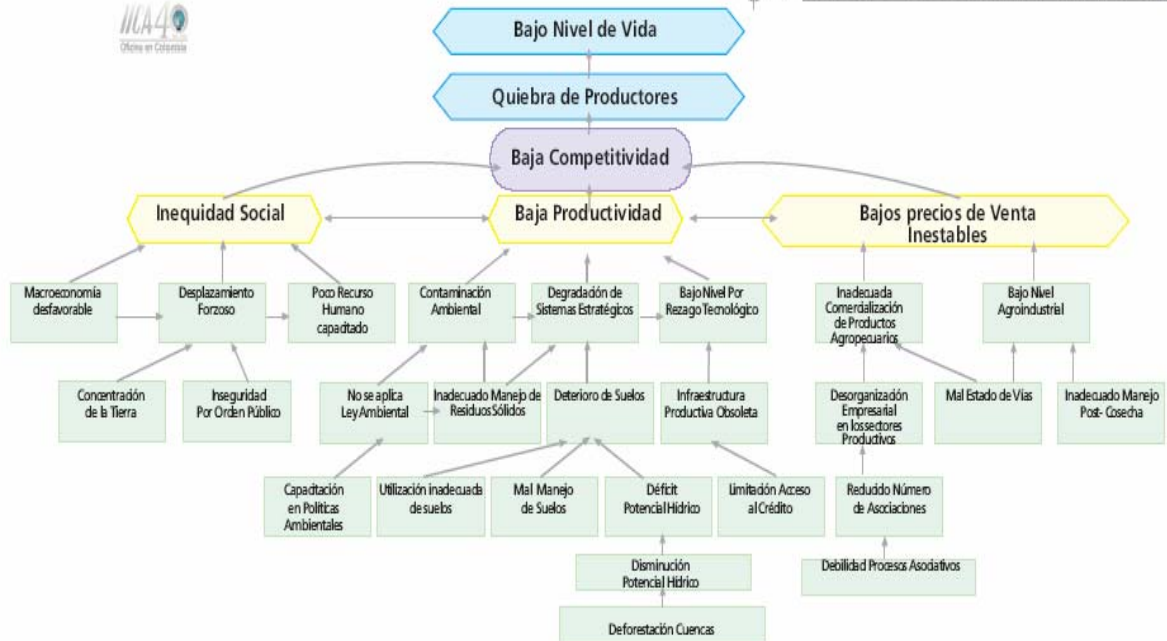 IICA4
Oficina en Colombia
Bajo Nivel de Vida
Quiebra de Productores
Baja Competitividad
Inequidad Social
Baja Productividad
Bajos precios de Venta
Inestables
Macroeconomía
desfavorable
Desplazamiento
Forzoso
Poco Recurso
Humano
capacitado
Contaminación
Ambiental
Degradación de
Sistemas Estratégicos
Bajo Nivel Por
Rezago Tecnológico
Inadecuada
Comercialización
de Productos
Agropecuarios
Bajo Nivel
Agroindustrial
Concentración
de la Tierra
Inseguridad
Por Orden Público
No se aplica
Ley Ambiental
Inadecuado Manejo de
Residuos Sólidos
Deterioro de Suelos
Infraestructura
Productiva Obsoleta
Desorganización
Empresarial
en los sectores
Productivos
Mal Estado de Vías
Inadecuado Manejo
Post- Cosecha
Capacitación
en Políticas
Ambientales
Utilización inadecuada
de suelos
Mal Manejo
de Suelos
Déficit
Potencial Hídrico
Limitación Acceso
al Crédito
Reducido Número
de Asociaciones
Disminución
Potencial Hídrico
Debilidad Procesos Asociativos
Deforestación Cuencas